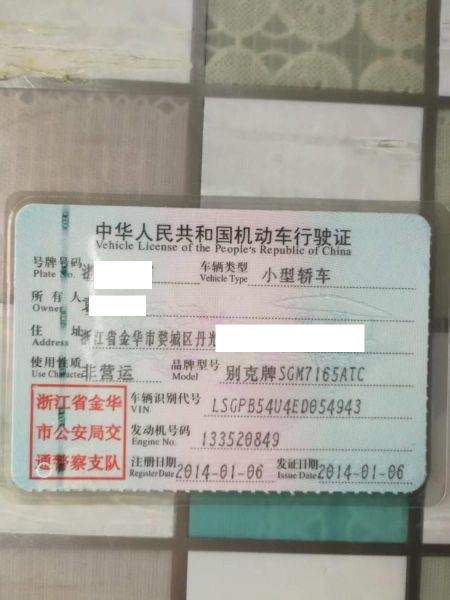 中华人民共和国机动车行驶证
Vehicle License of the People's Republic of China
号牌号码 浙 车辆类型 小型轿车
Plate No. Vehicle Type
所有人
Owner
住址 浙江省金华市婺城区丹光
Address
使用性质 非营运 品牌型号 别克牌SGM7165ATC
Use Character Model
浙江省金华
市公安局交
通警察支队
车辆识别代号 LSGPB54U4ED054943
VIN
发动机号码 133520849
Engine No.
注册日期 2014-01-06 发证日期 2014-01-06
Register Date Issue Date